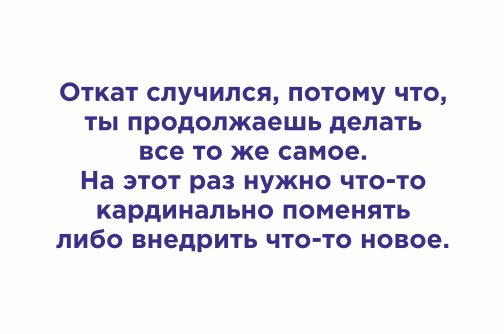 Откат случился, потому что,
ты продолжаешь делать
все то же самое.
На этот раз нужно что-то
кардинально поменять
либо внедрить что-то новое.